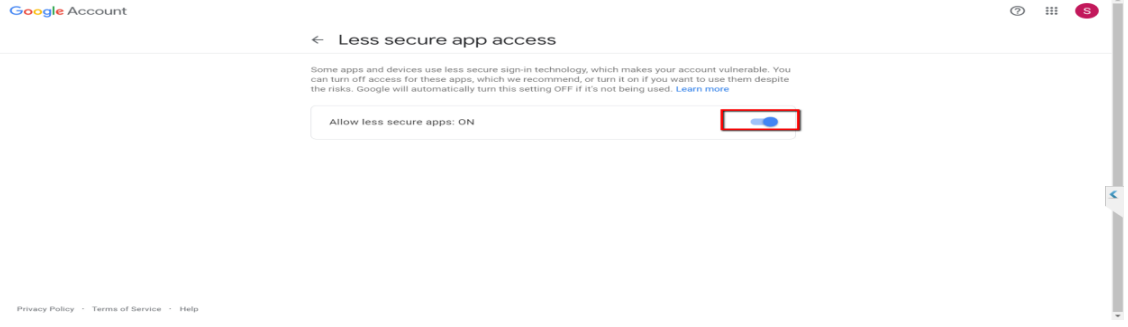 Google Account
S
Less secure app access
Some apps and devices use less secure sign-in technology, which makes your account vulnerable. You
can turn off access for these apps, which we recommend, or turn it on if you want to use them despite
the risks. Google will automatically turn this setting OFF if it's not being used. Learn more
Allow less secure apps: ON
Privacy Policy · Terms of Service · Help